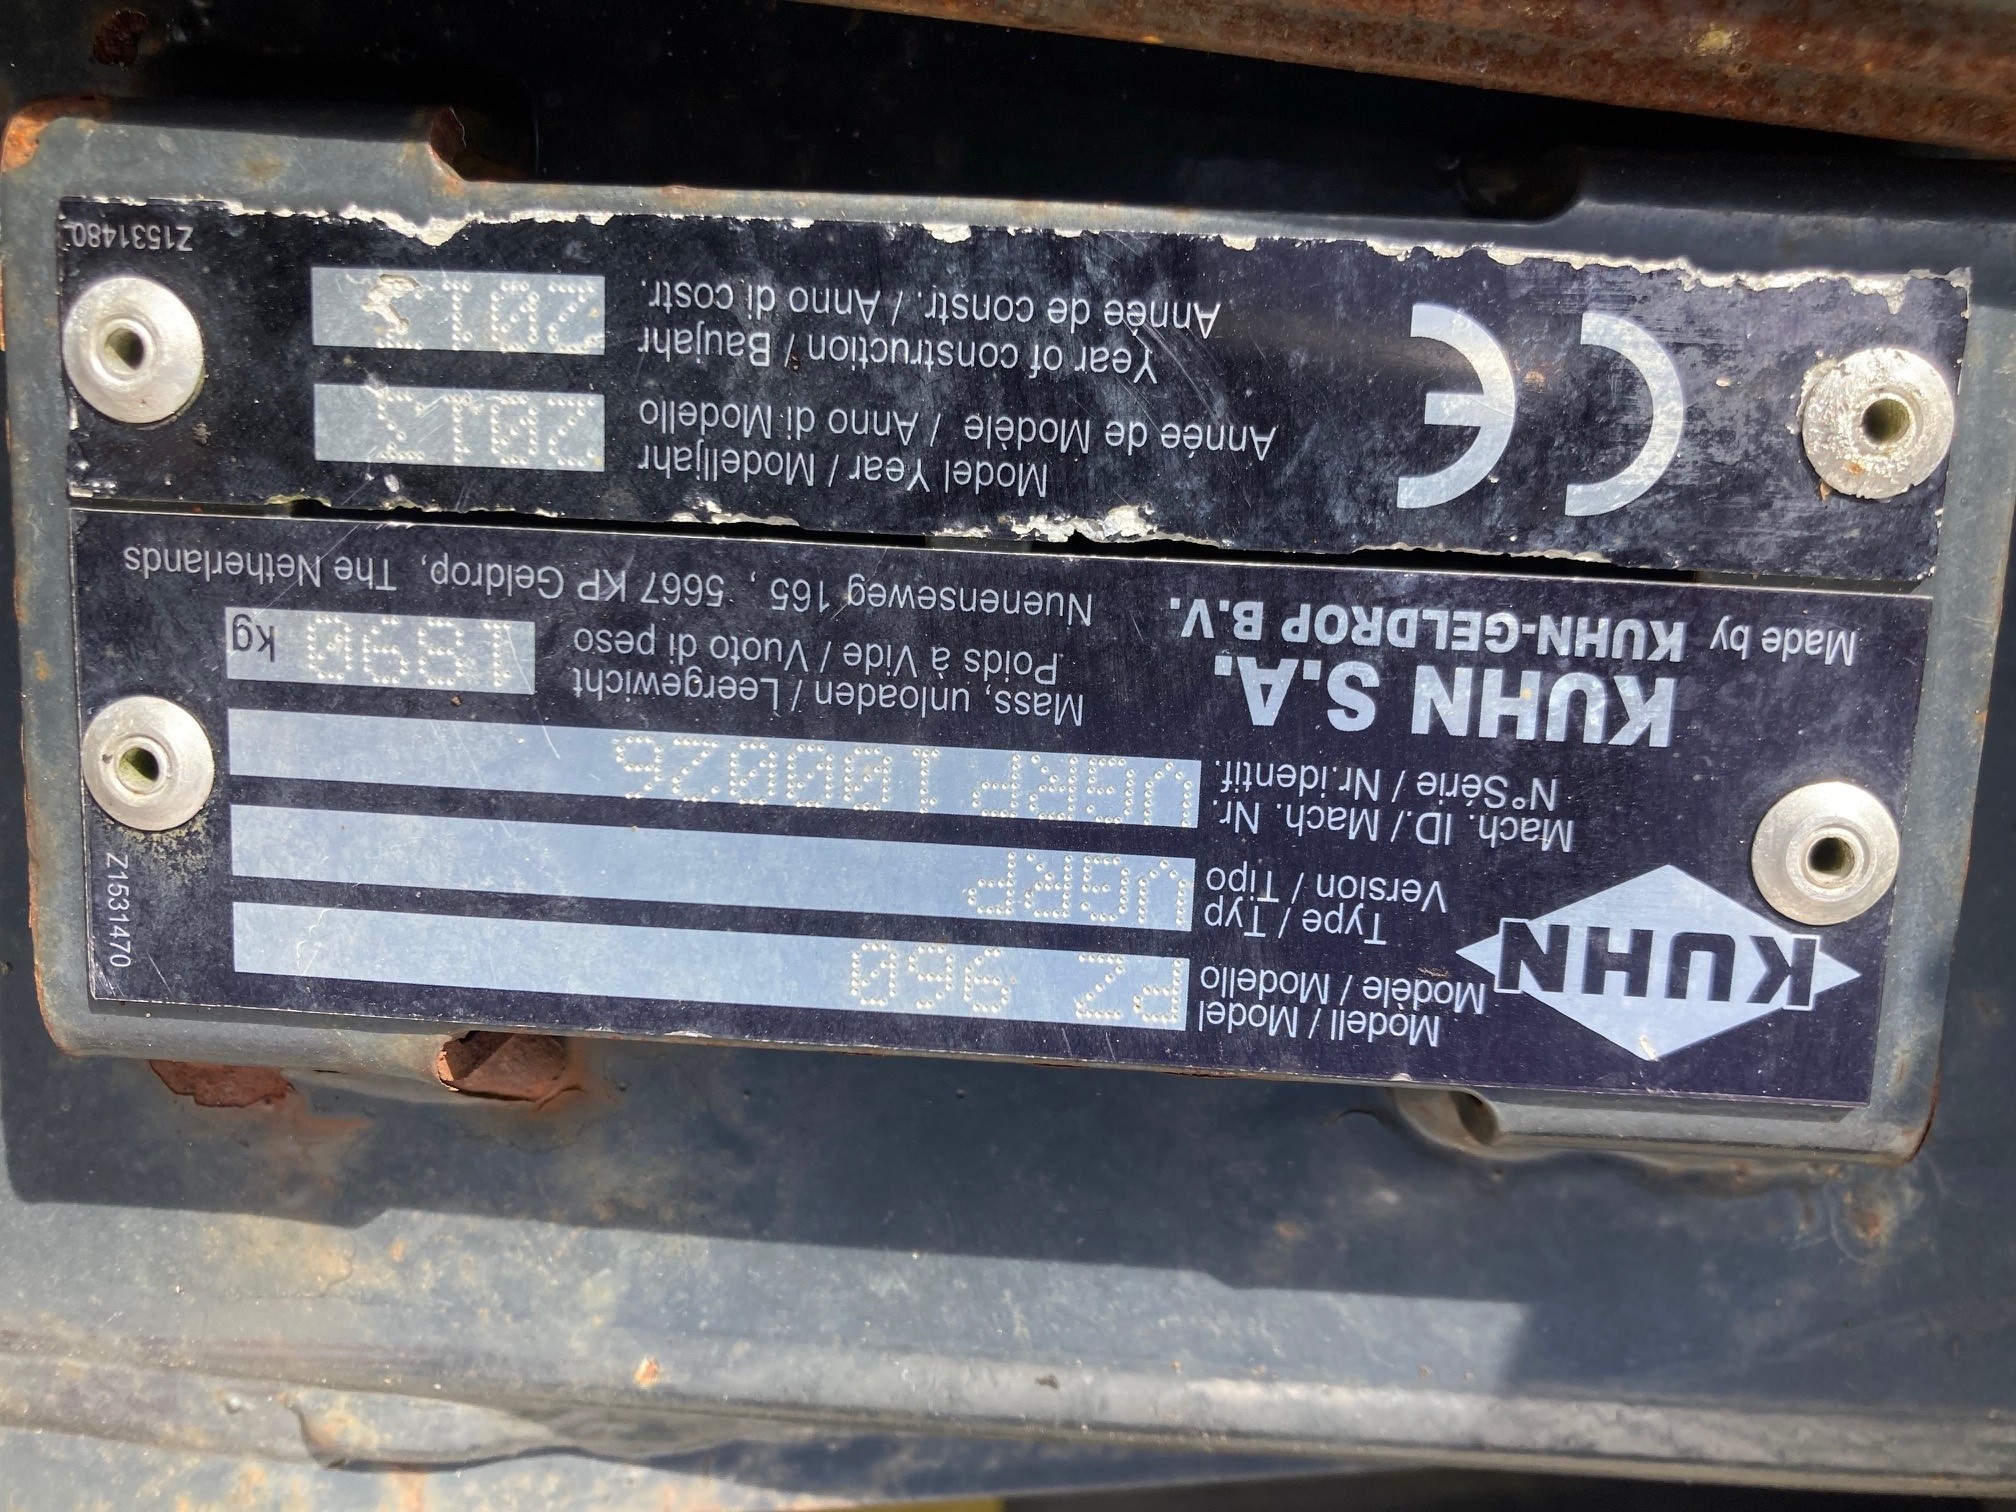 KUHN
Modell / Model
Modèle / Modello PZ 960
Type / Typ
Version / Tipo VGRP
Mach. ID./ Mach. Nr.
N°Série / Nr.identif. VGRP100026
KUHN S.A.
Mass, unloaden / Leergewicht
Poids à Vide / Vuoto di peso 1890 kg
Made by KUHN-GELDROP B.V.
Nuenenseweg 165 , 5667 KP Geldrop, The Netherlands
Z1531470
CE
Model Year / Modelljahr
Année de Modèle / Anno di Modello 2013
Year of construction / Baujahr
Année de constr. / Anno di costr. 2013
Z1531480